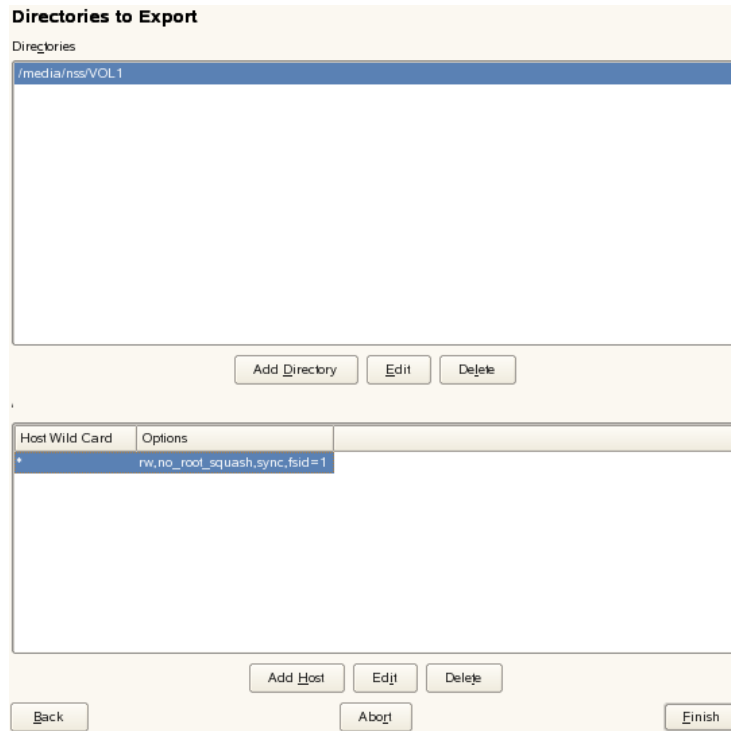 Directories to Export
Directories
/media/nss/VOL1
Add Directory Edit Delete
Host Wild Card Options
* rw,no_root_squash,sync,fsid=1
Add Host Edit Delete
Back Abort Finish